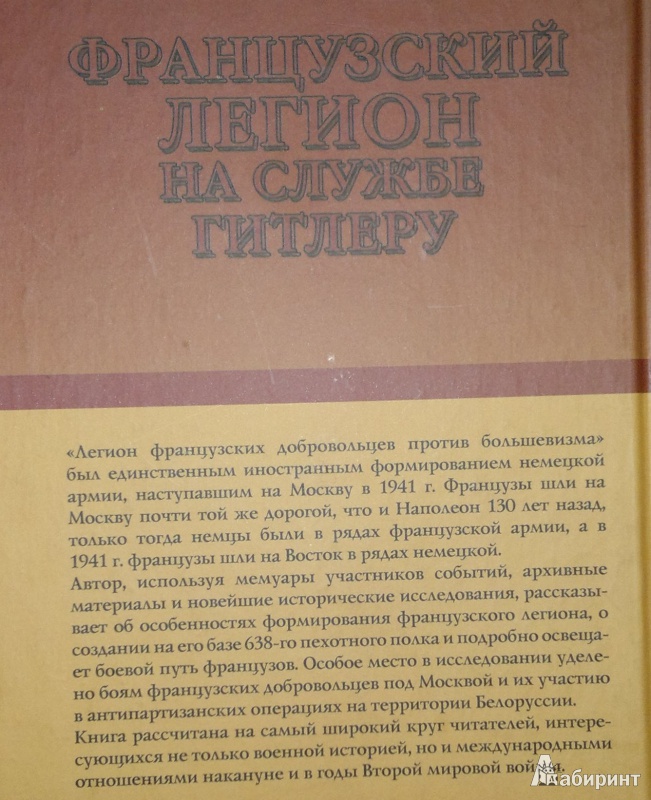 ФРАНЦУЗСКИЙ
ЛЕГИОН
НА СЛУЖБЕ
ГИТЛЕРУ
«Легион французских добровольцев против большевизма»
был единственным иностранным формированием немецкой
армии, наступавшим на Москву в 1941 г. Французы шли на
Москву почти той же дорогой, что и Наполеон 130 лет назад,
только тогда немцы были в рядах французской армии, а в
1941 г. французы шли на Восток в рядах немецкой.
Автор, используя мемуары участников событий, архивные
материалы и новейшие исторические исследования, рассказы-
вает об особенностях формирования французского легиона, о
создании на его базе 638-го пехотного полка и подробно освеща-
ет боевой путь французов. Особое место в исследовании уделе-
но боям французских добровольцев под Москвой и их участию
в антипартизанских операциях на территории Белоруссии.
Книга рассчитана на самый широкий круг читателей, интере-
сующихся не только военной историей, но и международными
отношениями накануне и в годы Второй мировой войны.
Лабиринт